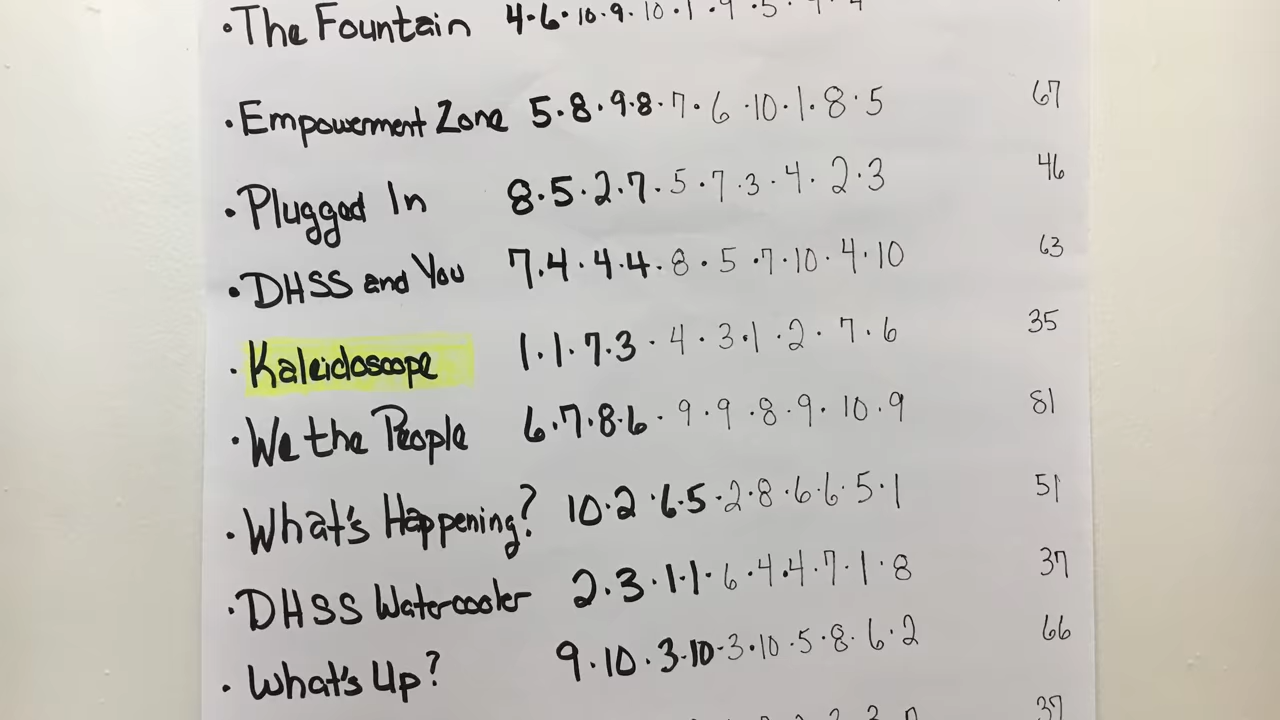 • The Fountain 4·6·10·9·10·1·9·5·
• Empowerment Zone 5·8·9·8·7·6·10·1·8·5 67
• Plugged In 8·5·2·7·5·7·3·4·2·3 46
• DHSS and You 7·4·4·4·8·5·7·10·4·10 63
• Kaleidoscope 1·1·7·3·4·3·1·2·7·6 35
• We the People 6·7·8·6·9·9·8·9·10·9 81
• What's Happening? 10·2·6·5·2·8·6·6·5·1 51
• DHSS Watercooler 2·3·1·1·6·4·4·7·1·8 37
• What's Up? 9·10·3·10·3·10·5·8·6·2 66
37